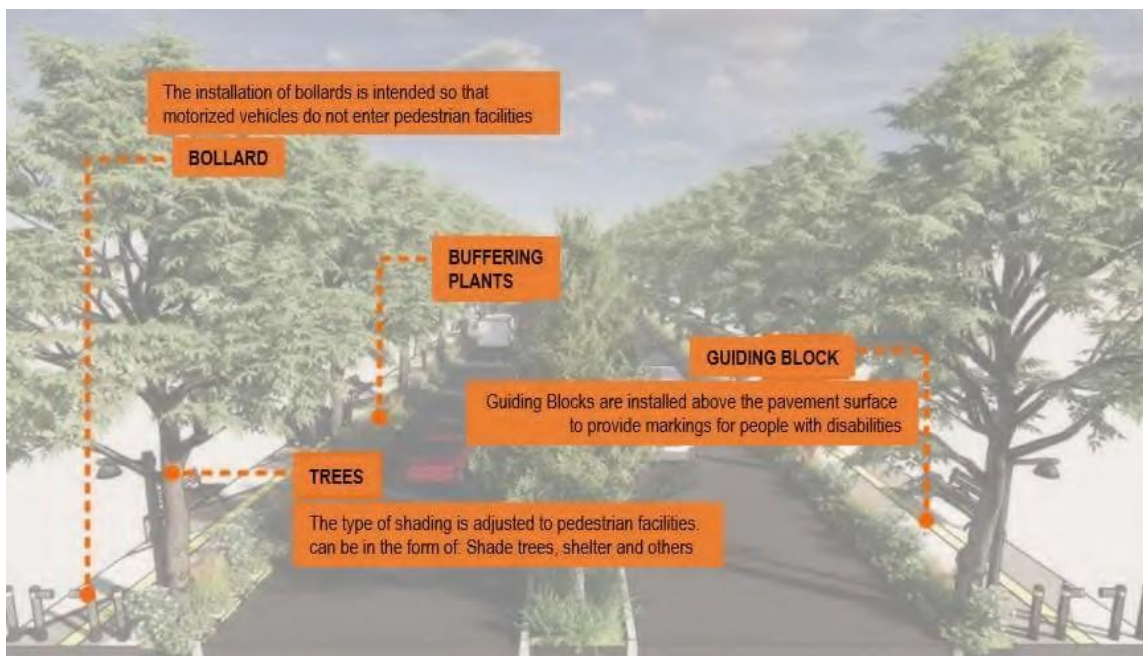 The installation of bollards is intended so that
motorized vehicles do not enter pedestrian facilities
BOLLARD
BUFFERING
PLANTS
GUIDING BLOCK
Guiding Blocks are installed above the pavement surface
to provide markings for people with disabilities
TREES
The type of shading is adjusted to pedestrian facilities.
can be in the form of: Shade trees, shelter and others